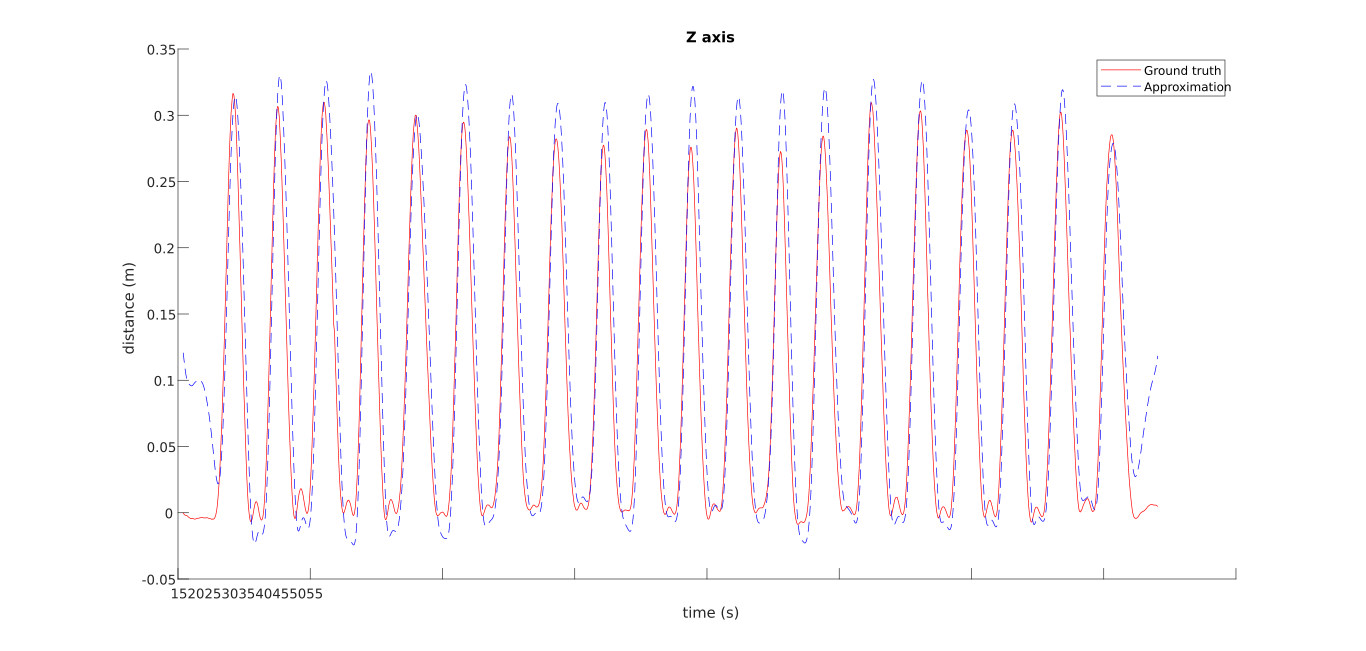 Z axis
0.35
0.3
0.25
0.2
0.15
0.1
0.05
0
-0.05
distance (m)
Ground truth
Approximation
152025303540455055
time (s)